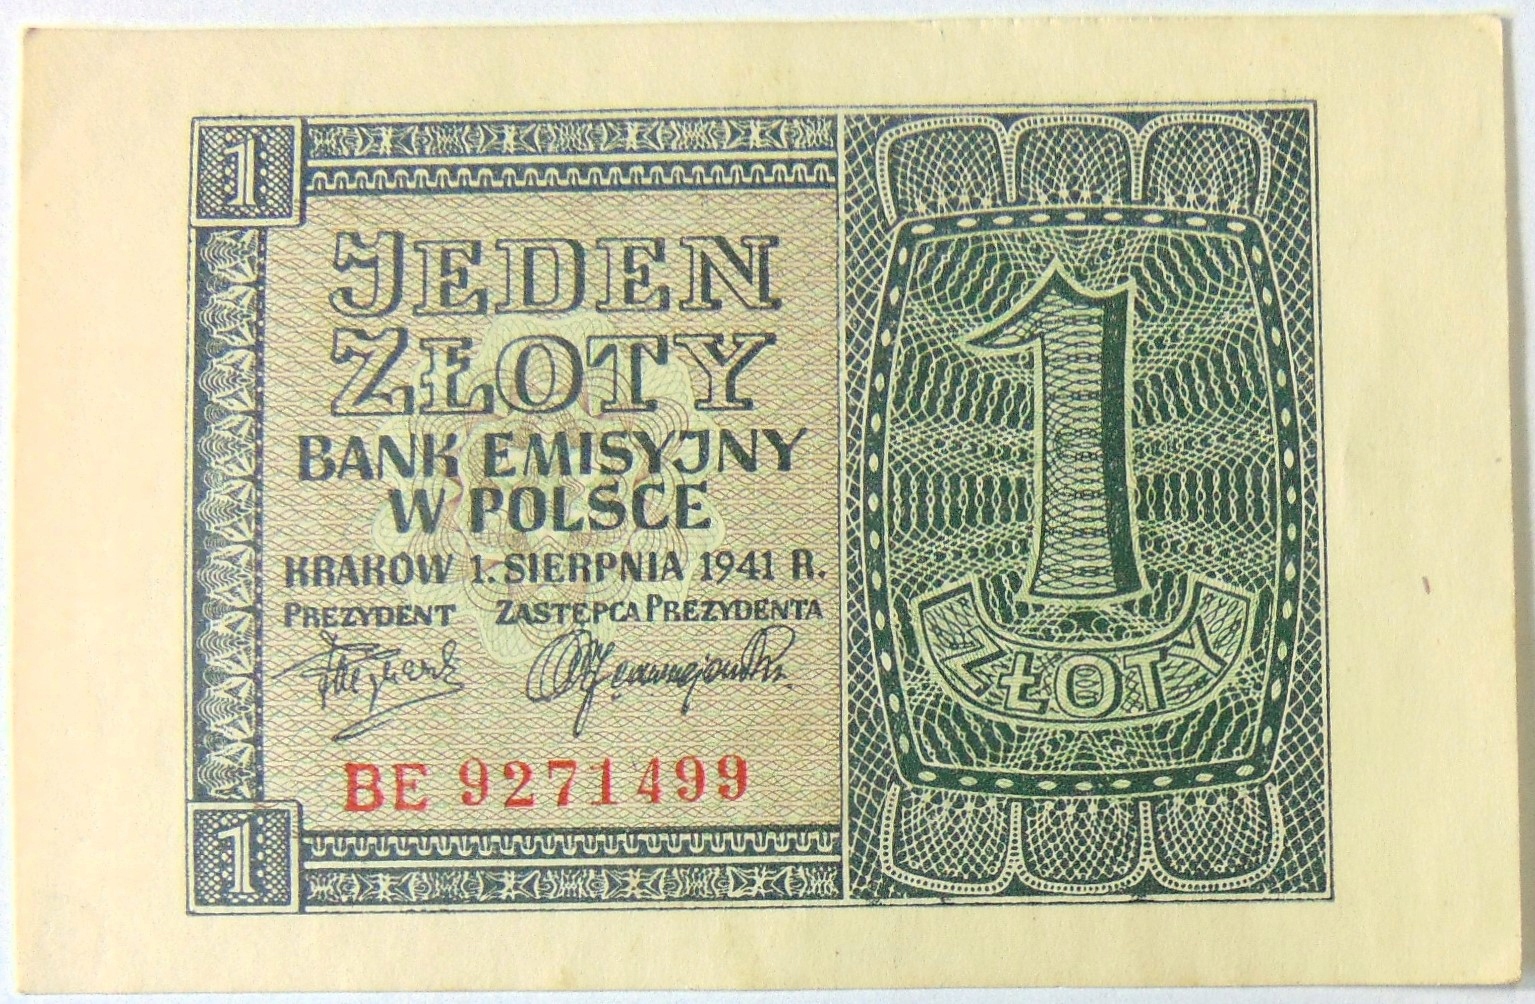 1
JEDEN
ZŁOTY
BANK EMISYJNY
W POLSCE
KRAKÓW 1. SIERPNIA 1941 R.
PREZYDENT ZASTĘPCA PREZYDENTA
BE 9271499
1
1
ZŁOTY